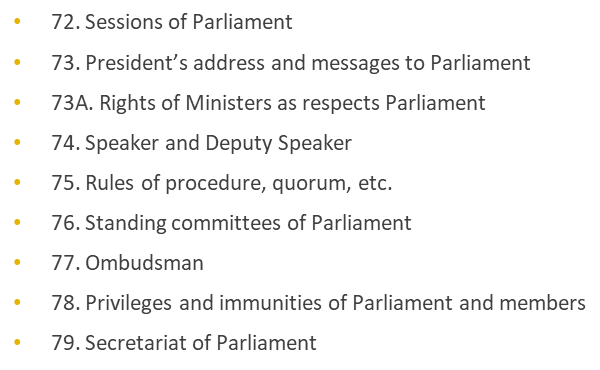 • 72. Sessions of Parliament
• 73. President’s address and messages to Parliament
• 73A. Rights of Ministers as respects Parliament
• 74. Speaker and Deputy Speaker
• 75. Rules of procedure, quorum, etc.
• 76. Standing committees of Parliament
• 77. Ombudsman
• 78. Privileges and immunities of Parliament and members
• 79. Secretariat of Parliament